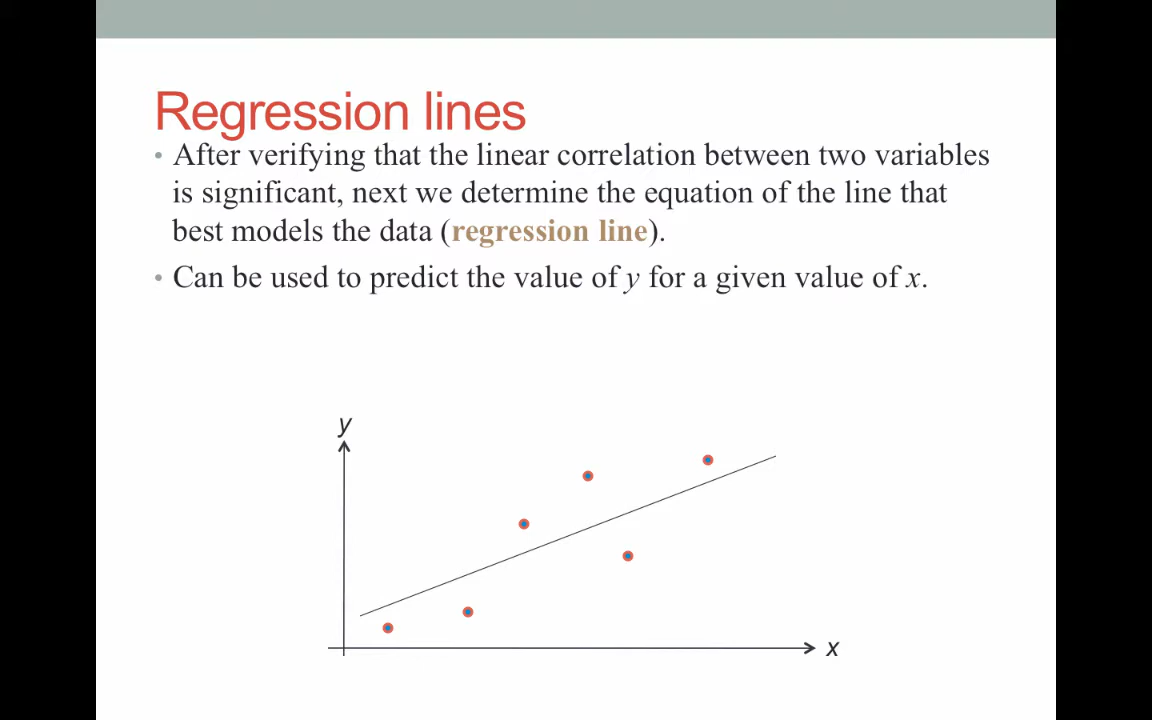 Regression lines
• After verifying that the linear correlation between two variables
is significant, next we determine the equation of the line that
best models the data (regression line).
• Can be used to predict the value of y for a given value of x.
y
x